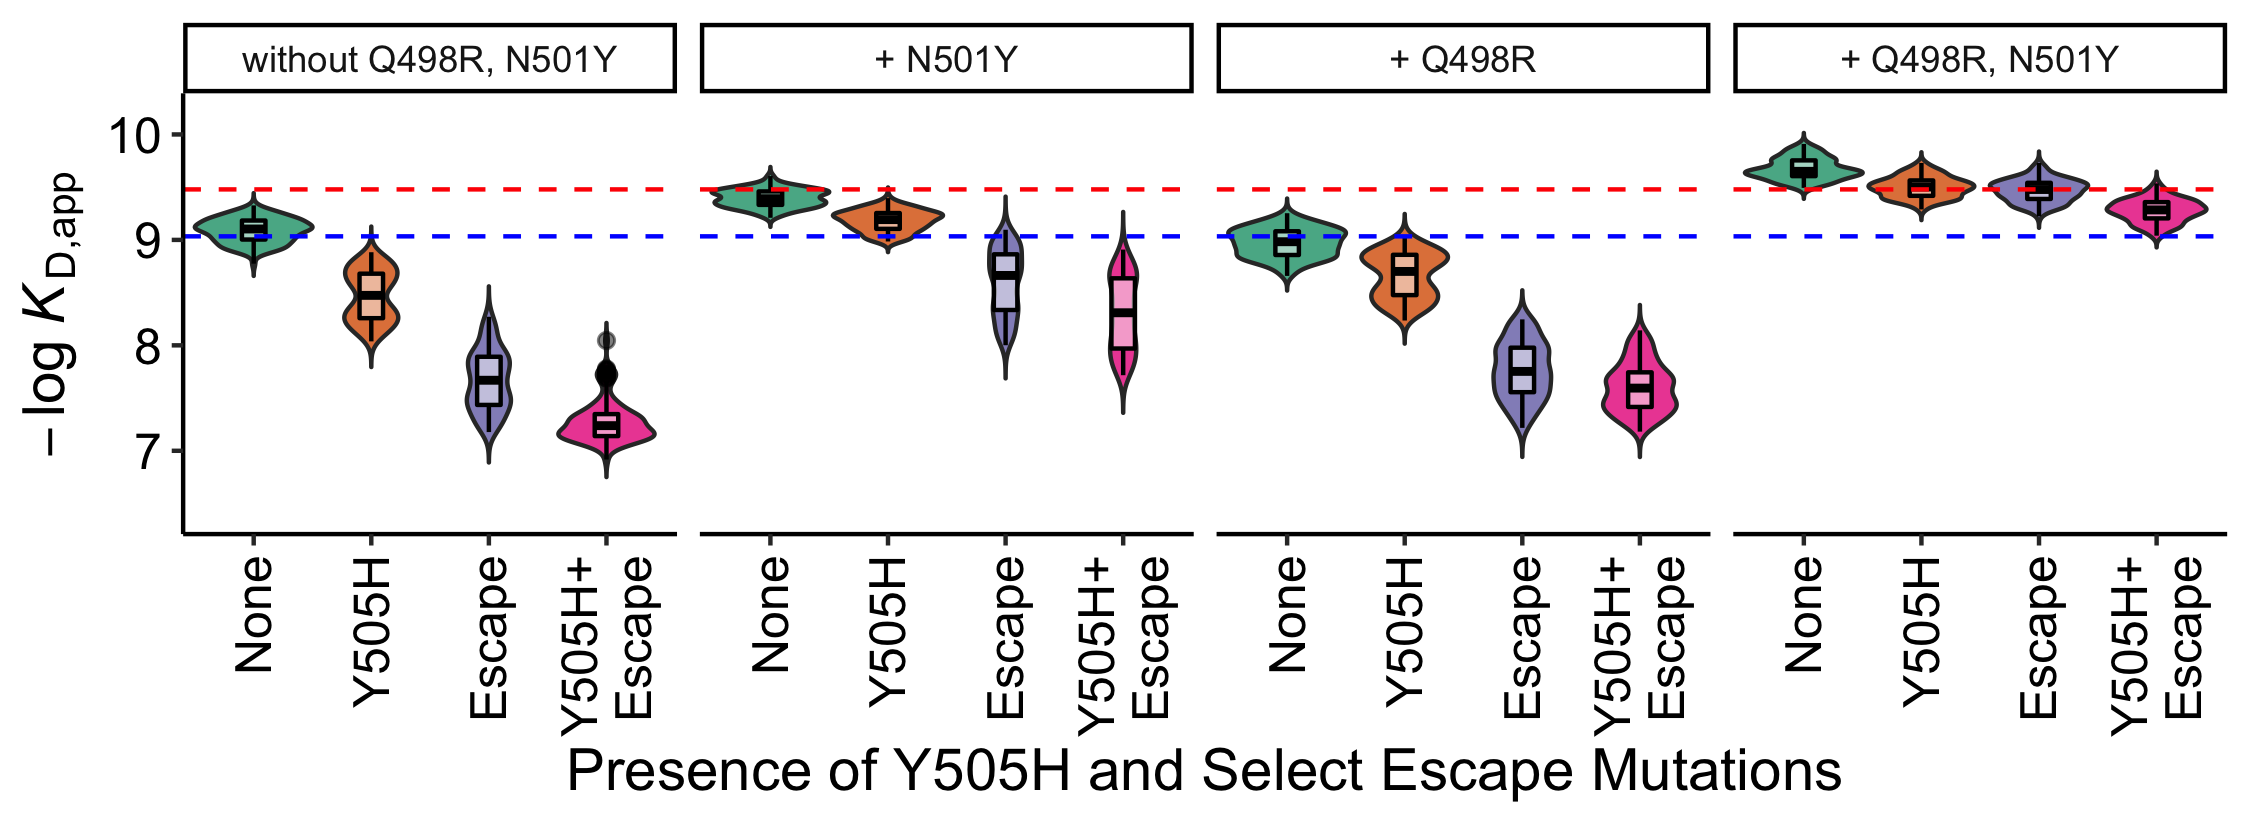 without Q498R, N501Y
+ N501Y
+ Q498R
+ Q498R, N501Y
− log K_D,app
10
9
8
7
None
Y505H
Escape
Y505H+
Escape
None
Y505H
Escape
Y505H+
Escape
None
Y505H
Escape
Y505H+
Escape
None
Y505H
Escape
Y505H+
Escape
Presence of Y505H and Select Escape Mutations